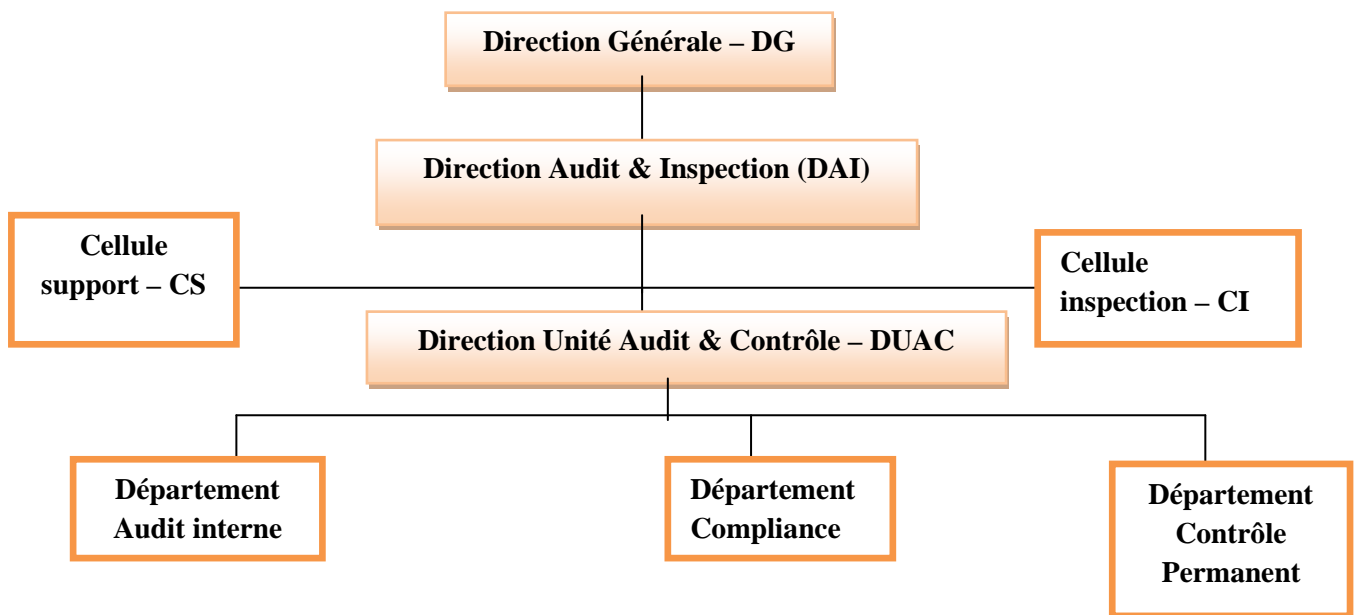 Direction Générale – DG
Direction Audit & Inspection (DAI)
Cellule
support – CS
Cellule
inspection – CI
Direction Unité Audit & Contrôle – DUAC
Département
Audit interne
Département
Compliance
Département
Contrôle
Permanent